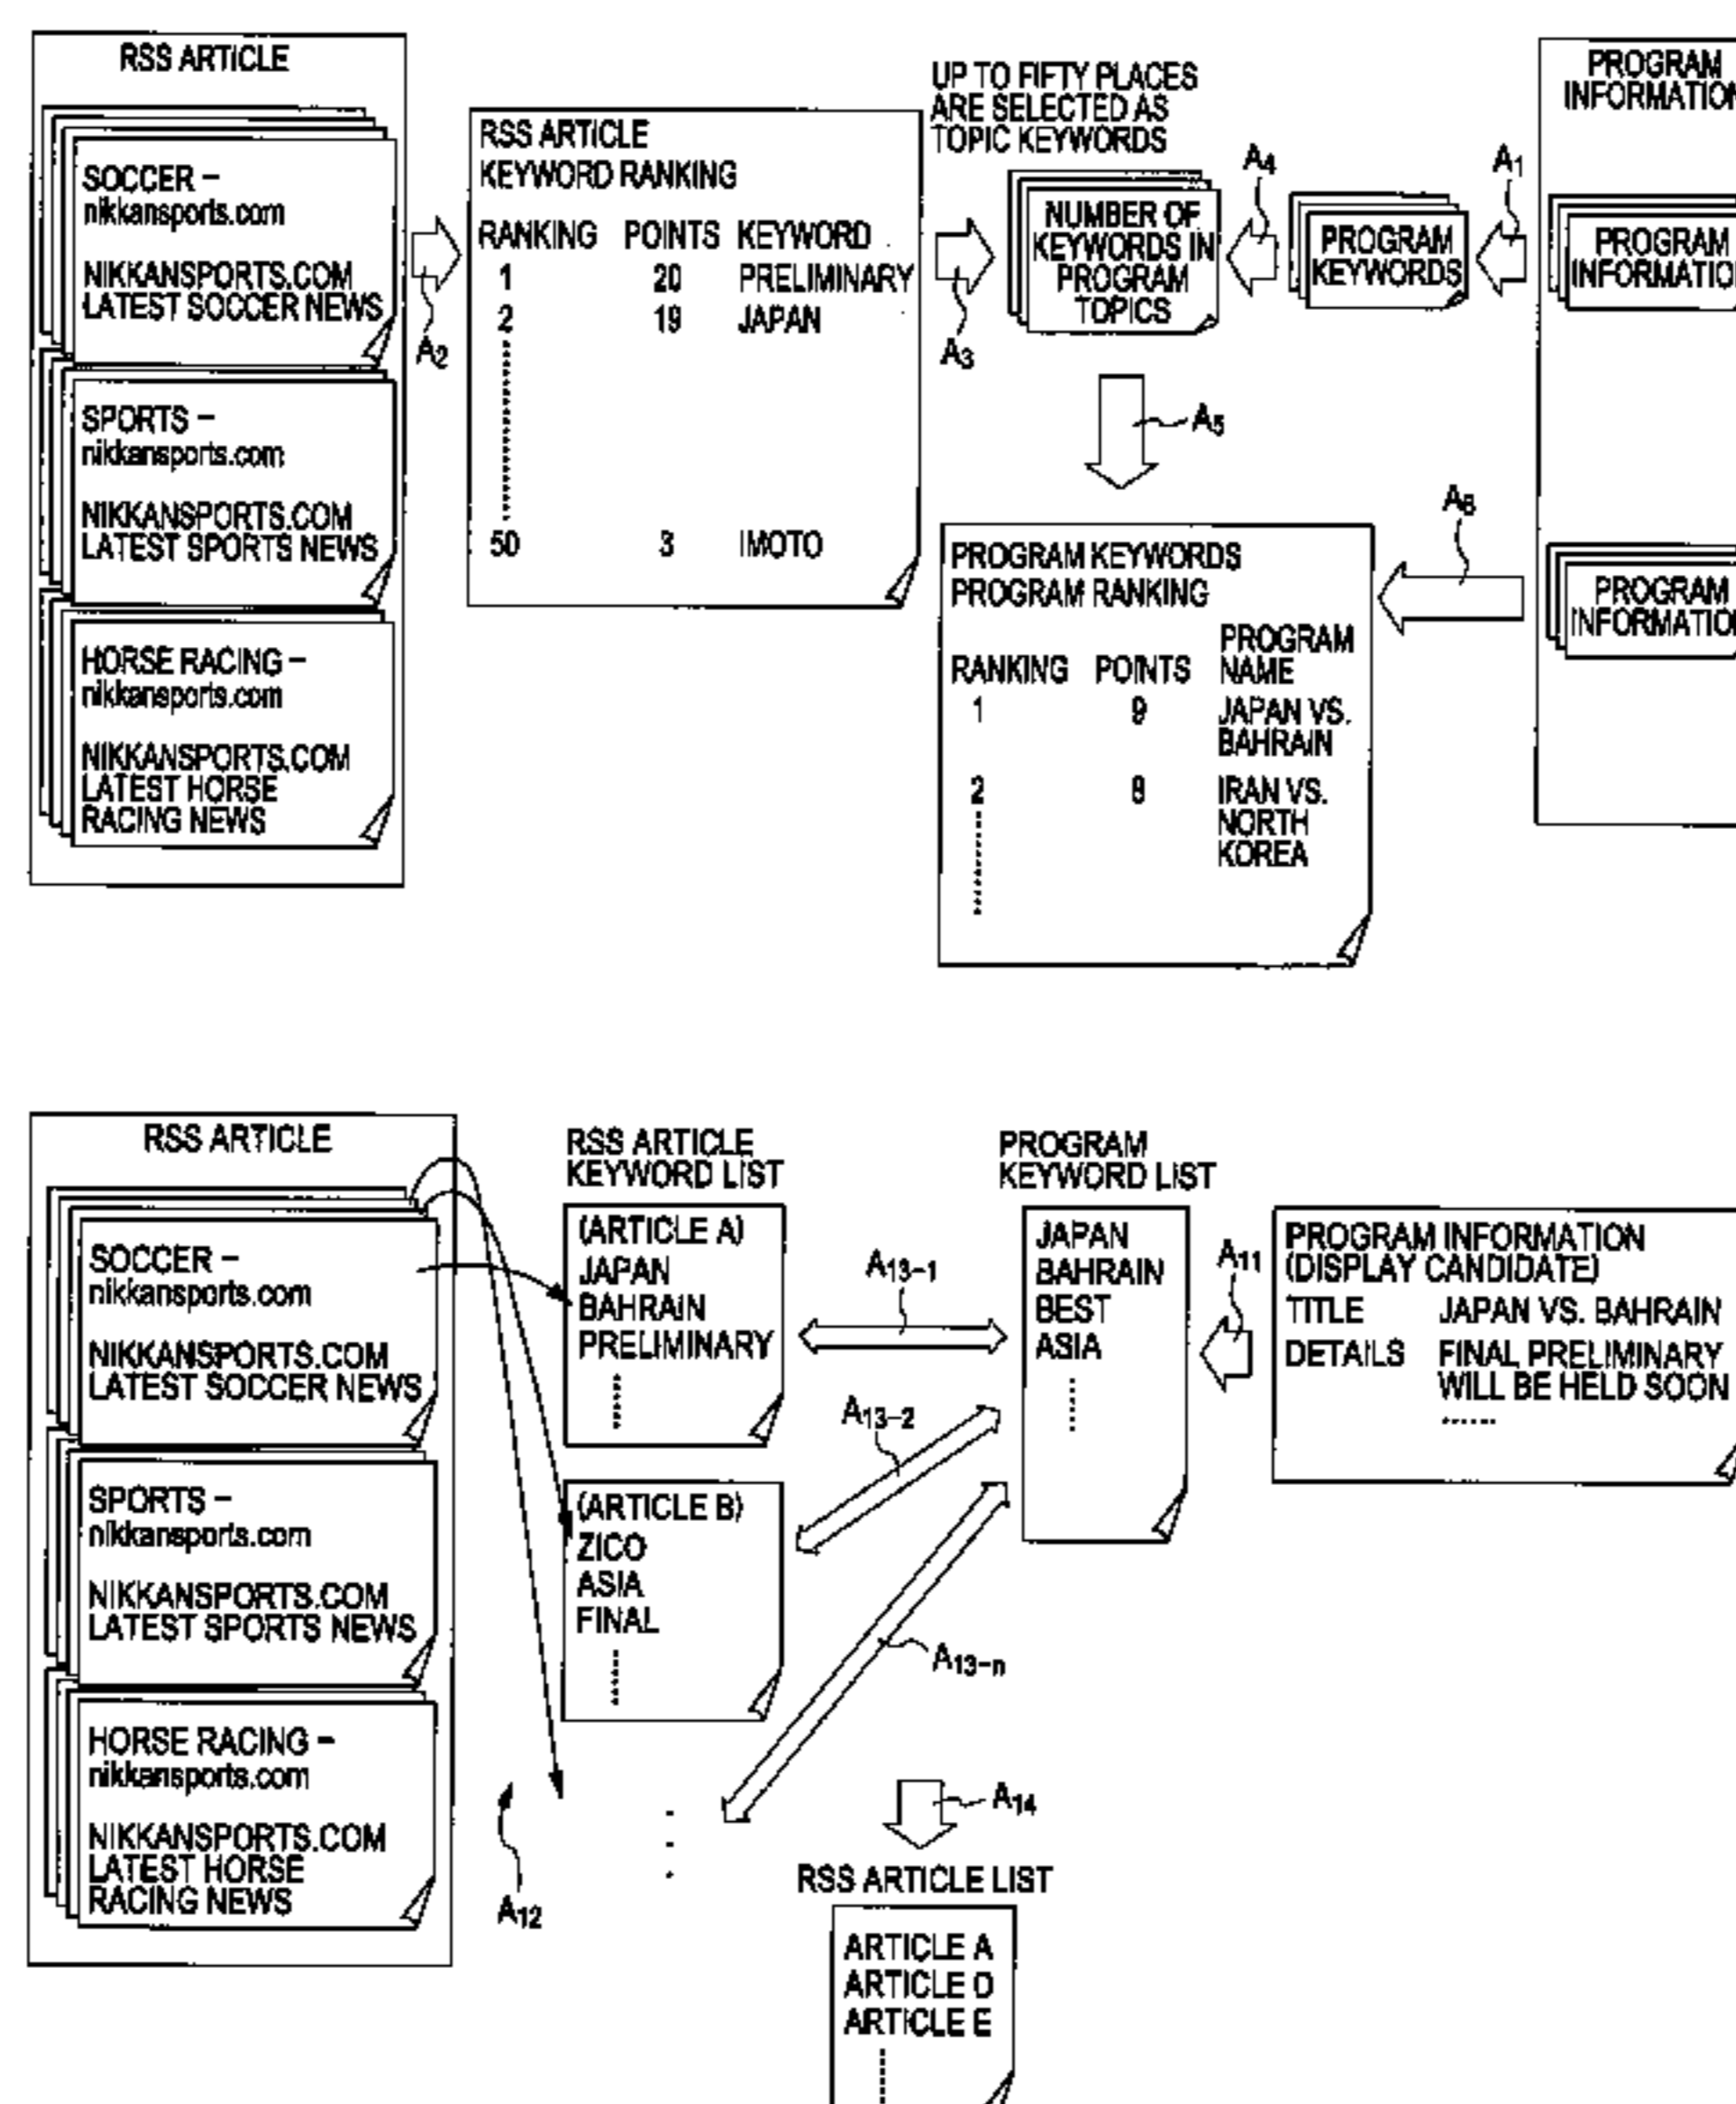 RSS ARTICLE
SOCCER –
nikkansports.com
NIKKANSPORTS.COM
LATEST SOCCER NEWS
SPORTS –
nikkansports.com
NIKKANSPORTS.COM
LATEST SPORTS NEWS
HORSE RACING –
nikkansports.com
NIKKANSPORTS.COM
LATEST HORSE
RACING NEWS
A2
RSS ARTICLE
KEYWORD RANKING
RANKING POINTS KEYWORD
1 20 PRELIMINARY
2 19 JAPAN
50 3 IMOTO
UP TO FIFTY PLACES
ARE SELECTED AS
TOPIC KEYWORDS
A3
NUMBER OF
KEYWORDS IN
PROGRAM
TOPICS
A4
PROGRAM
KEYWORDS
A1
PROGRAM
INFORMATION
PROGRAM
INFORMATION
PROGRAM
INFORMATION
A5
A6
PROGRAM KEYWORDS
PROGRAM RANKING
RANKING POINTS PROGRAM
NAME
1 9 JAPAN VS.
BAHRAIN
2 8 IRAN VS.
NORTH
KOREA
RSS ARTICLE
SOCCER –
nikkansports.com
NIKKANSPORTS.COM
LATEST SOCCER NEWS
SPORTS –
nikkansports.com
NIKKANSPORTS.COM
LATEST SPORTS NEWS
HORSE RACING –
nikkansports.com
NIKKANSPORTS.COM
LATEST HORSE
RACING NEWS
A12
RSS ARTICLE
KEYWORD LIST
(ARTICLE A)
JAPAN
BAHRAIN
PRELIMINARY
(ARTICLE B)
ZICO
ASIA
FINAL
A13-1
A13-2
A13-n
PROGRAM
KEYWORD LIST
JAPAN
BAHRAIN
BEST
ASIA
A11
PROGRAM INFORMATION
(DISPLAY CANDIDATE)
TITLE JAPAN VS. BAHRAIN
DETAILS FINAL PRELIMINARY
WILL BE HELD SOON
......
A14
RSS ARTICLE LIST
ARTICLE A
ARTICLE D
ARTICLE E